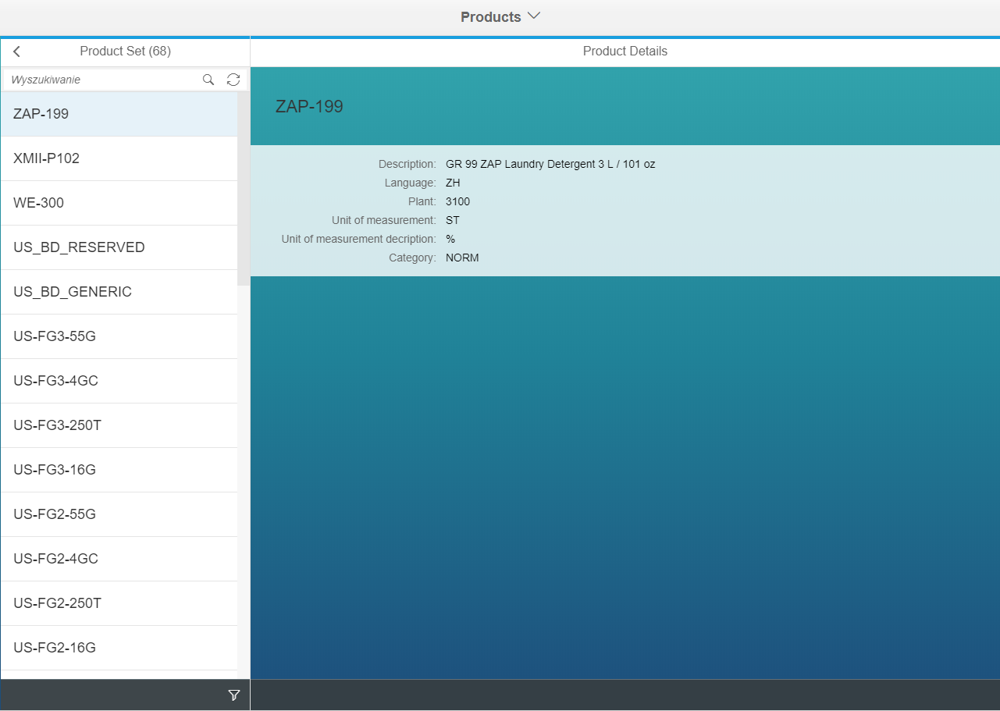 Products
Product Set (68)
Product Details
Wyszukiwanie
ZAP-199
XMII-P102
WE-300
US_BD_RESERVED
US_BD_GENERIC
US-FG3-55G
US-FG3-4GC
US-FG3-250T
US-FG3-16G
US-FG2-55G
US-FG2-4GC
US-FG2-250T
US-FG2-16G
ZAP-199
Description: GR 99 ZAP Laundry Detergent 3 L / 101 oz
Language: ZH
Plant: 3100
Unit of measurement: ST
Unit of measurement decription: %
Category: NORM